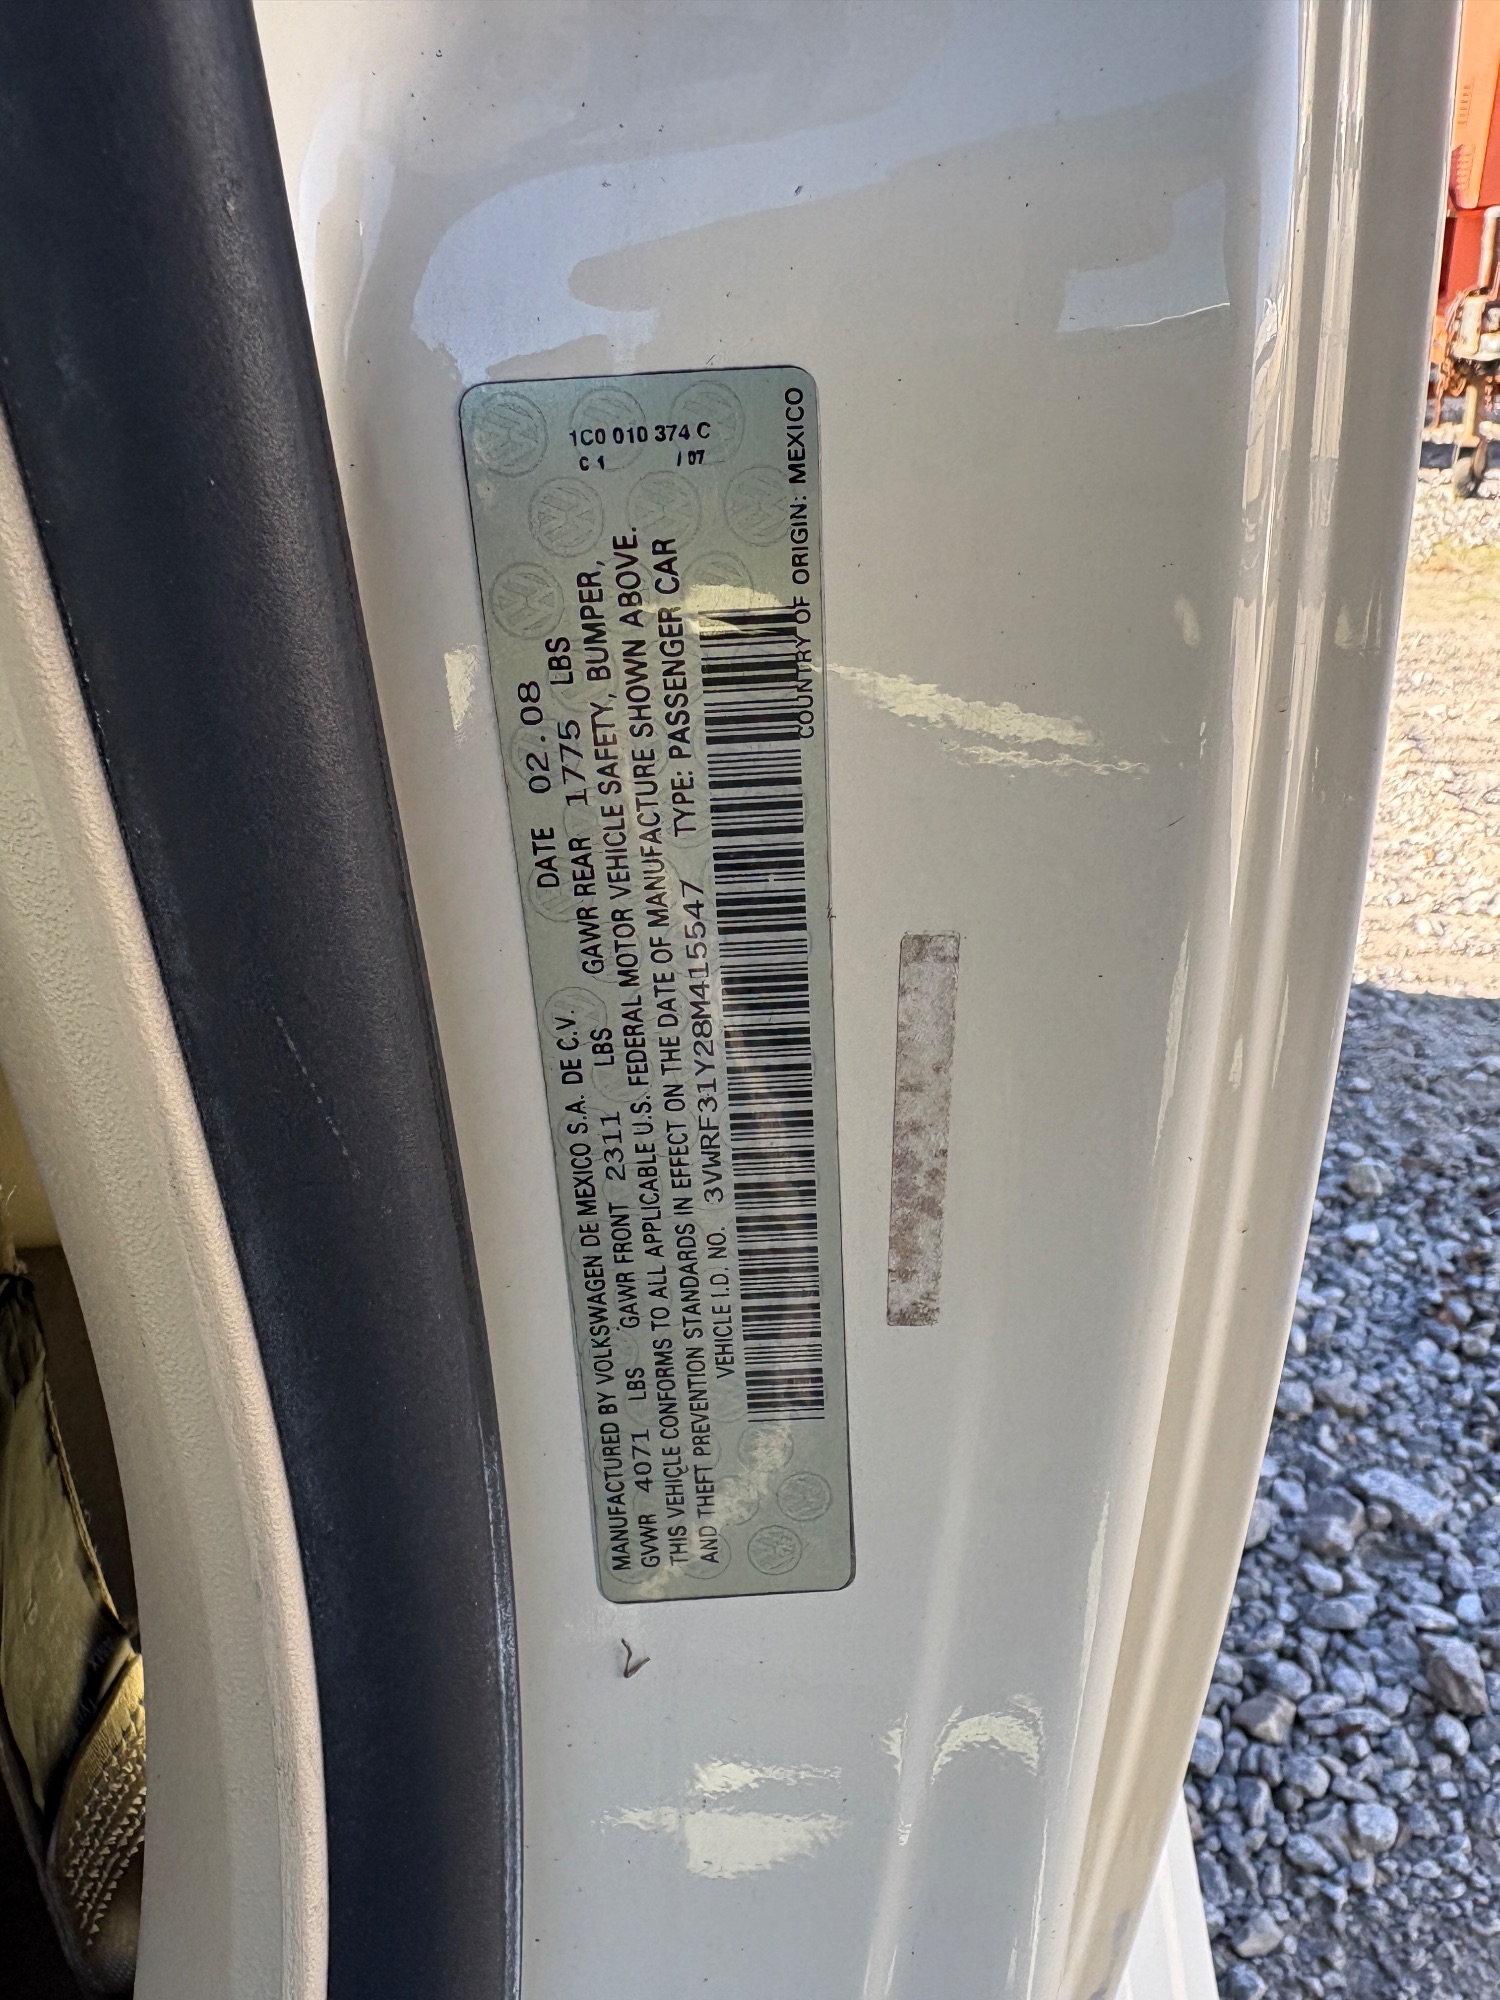 MANUFACTURED BY VOLKSWAGEN DE MEXICO S.A. DE C.V. DATE 02.08
GVWR 4071 LBS GAWR FRONT 2311 LBS GAWR REAR 1775 LBS
THIS VEHICLE CONFORMS TO ALL APPLICABLE U.S. FEDERAL MOTOR VEHICLE SAFETY, BUMPER,
AND THEFT PREVENTION STANDARDS IN EFFECT ON THE DATE OF MANUFACTURE SHOWN ABOVE.
VEHICLE I.D. NO. 3VWRF31Y28M415547 TYPE: PASSENGER CAR
COUNTRY OF ORIGIN: MEXICO
1C0 010 374 C
C 1 / 07